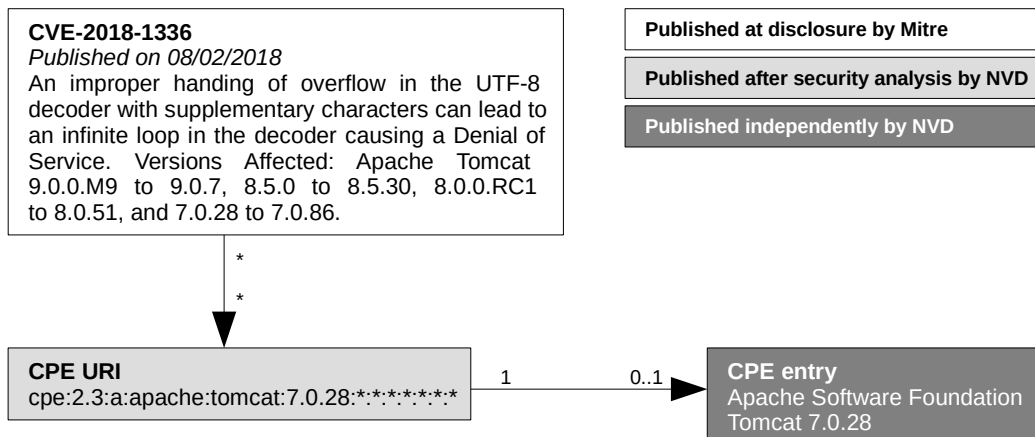 CVE-2018-1336
Published on 08/02/2018
An improper handing of overflow in the UTF-8
decoder with supplementary characters can lead to
an infinite loop in the decoder causing a Denial of
Service. Versions Affected: Apache Tomcat
9.0.0.M9 to 9.0.7, 8.5.0 to 8.5.30, 8.0.0.RC1
to 8.0.51, and 7.0.28 to 7.0.86.
Published at disclosure by Mitre
Published after security analysis by NVD
Published independently by NVD
*
*
CPE URI
cpe:2.3:a:apache:tomcat:7.0.28:*:*:*:*:*:*:*
1
0..1
CPE entry
Apache Software Foundation
Tomcat 7.0.28